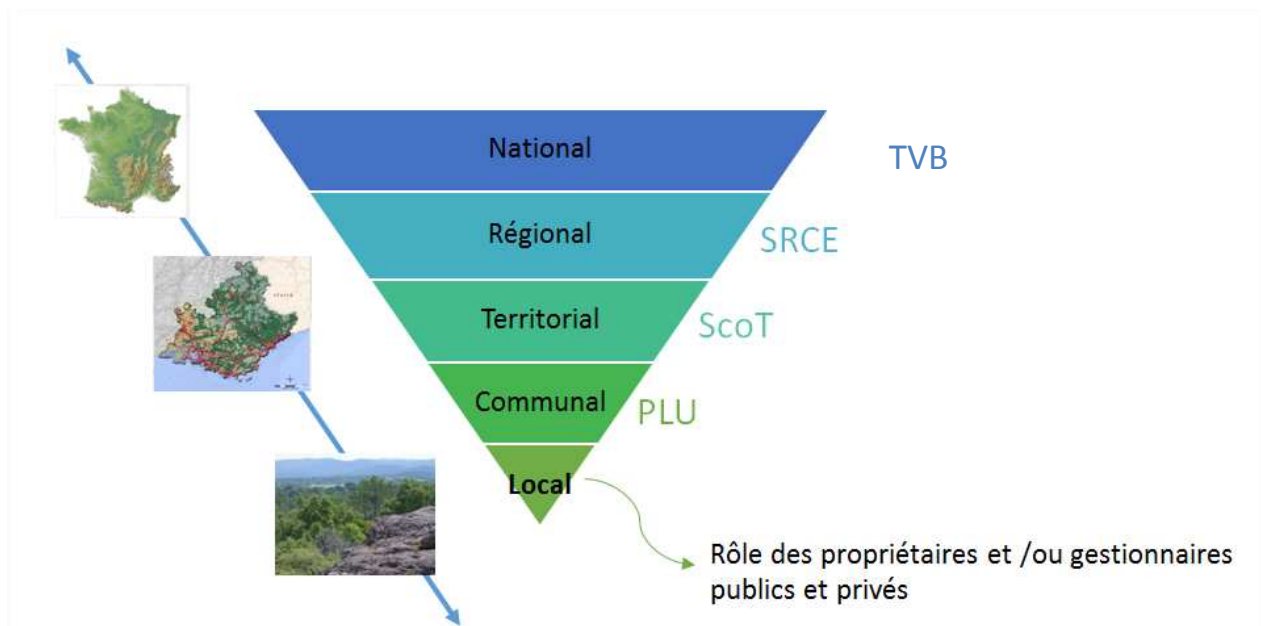 National
TVB
Régional
SRCE
Territorial
ScoT
Communal
PLU
Local
Rôle des propriétaires et /ou gestionnaires
publics et privés